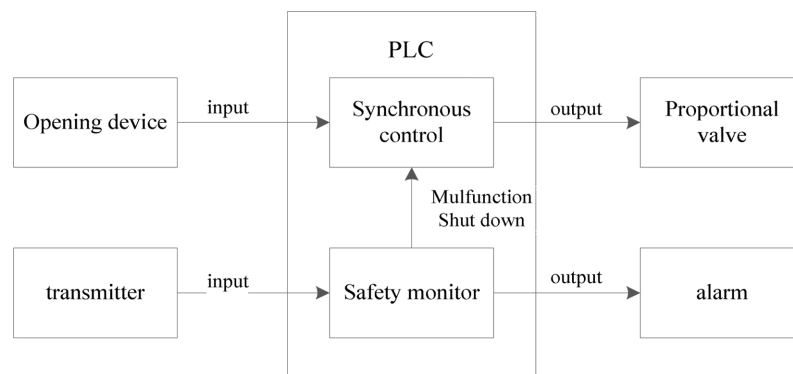 PLC
Opening device
input
Synchronous
control
output
Proportional
valve
Mulfunction
Shut down
transmitter
input
Safety monitor
output
alarm